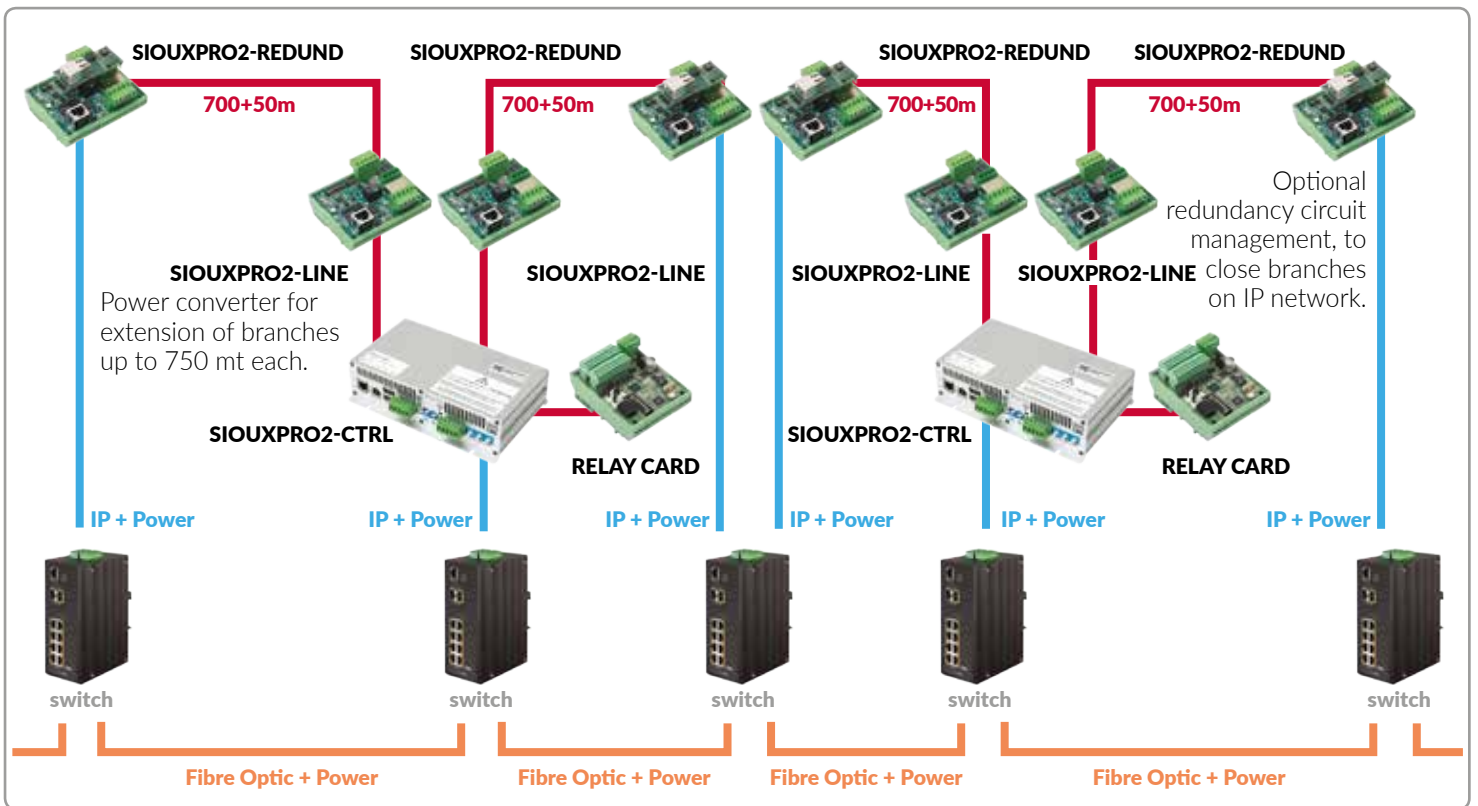 SIOUXPRO2-REDUND
SIOUXPRO2-REDUND
SIOUXPRO2-REDUND
SIOUXPRO2-REDUND
700+50m
700+50m
700+50m
700+50m
Optional
redundancy circuit
management, to
close branches
on IP network.
SIOUXPRO2-LINE
SIOUXPRO2-LINE
SIOUXPRO2-LINE
SIOUXPRO2-LINE
Power converter for
extension of branches
up to 750 mt each.
SIOUXPRO2-CTRL
SIOUXPRO2-CTRL
RELAY CARD
RELAY CARD
IP + Power
IP + Power
IP + Power
IP + Power
IP + Power
IP + Power
switch
switch
switch
switch
switch
Fibre Optic + Power
Fibre Optic + Power
Fibre Optic + Power
Fibre Optic + Power